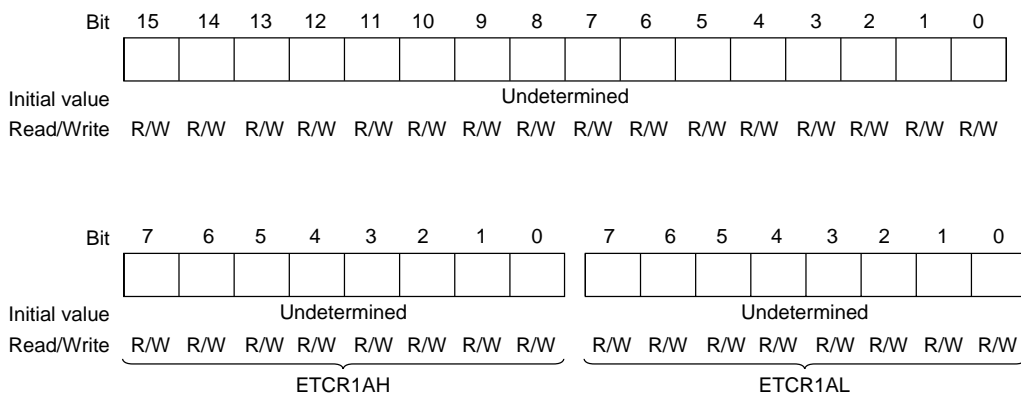 Bit 15 14 13 12 11 10 9 8 7 6 5 4 3 2 1 0
Initial value Undetermined
Read/Write R/W R/W R/W R/W R/W R/W R/W R/W R/W R/W R/W R/W R/W R/W R/W R/W
Bit 7 6 5 4 3 2 1 0 7 6 5 4 3 2 1 0
Initial value Undetermined Undetermined
Read/Write R/W R/W R/W R/W R/W R/W R/W R/W R/W R/W R/W R/W R/W R/W R/W R/W
ETCR1AH ETCR1AL